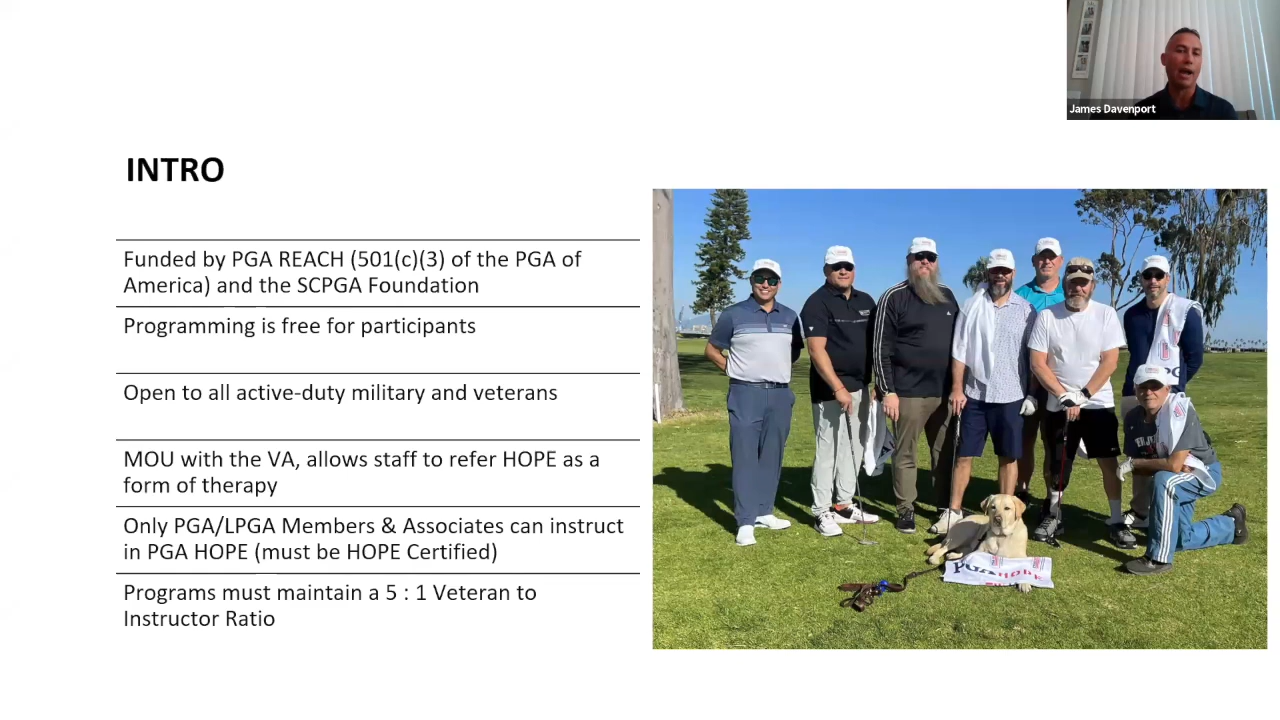 James Davenport
INTRO
Funded by PGA REACH (501(c)(3) of the PGA of
America) and the SCPGA Foundation
Programming is free for participants
Open to all active-duty military and veterans
MOU with the VA, allows staff to refer HOPE as a
form of therapy
Only PGA/LPGA Members & Associates can instruct
in PGA HOPE (must be HOPE Certified)
Programs must maintain a 5 : 1 Veteran to
Instructor Ratio
PGA HOPE